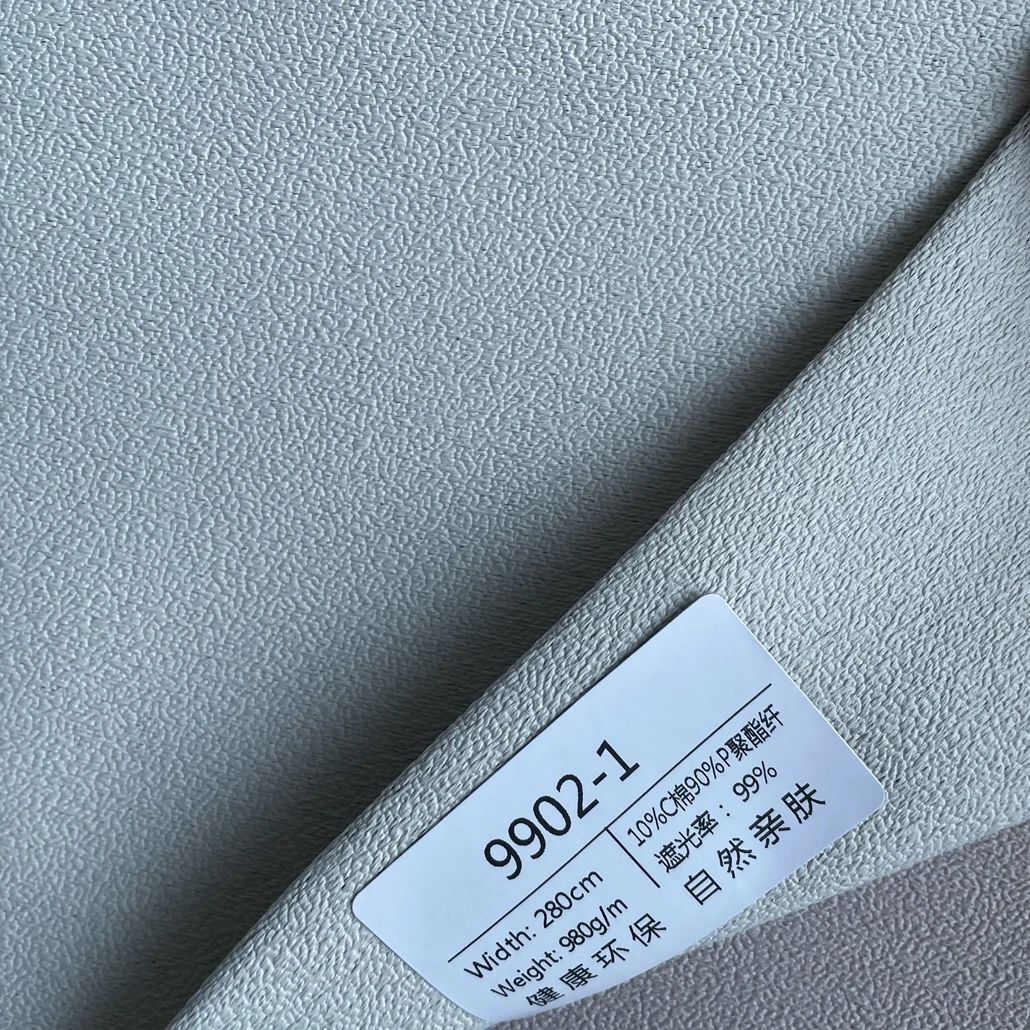 9902-1
Width: 280cm
Weight: 980g/m
10%C棉90%P聚酯纤
遮光率：99%
健康环保 自然亲肤